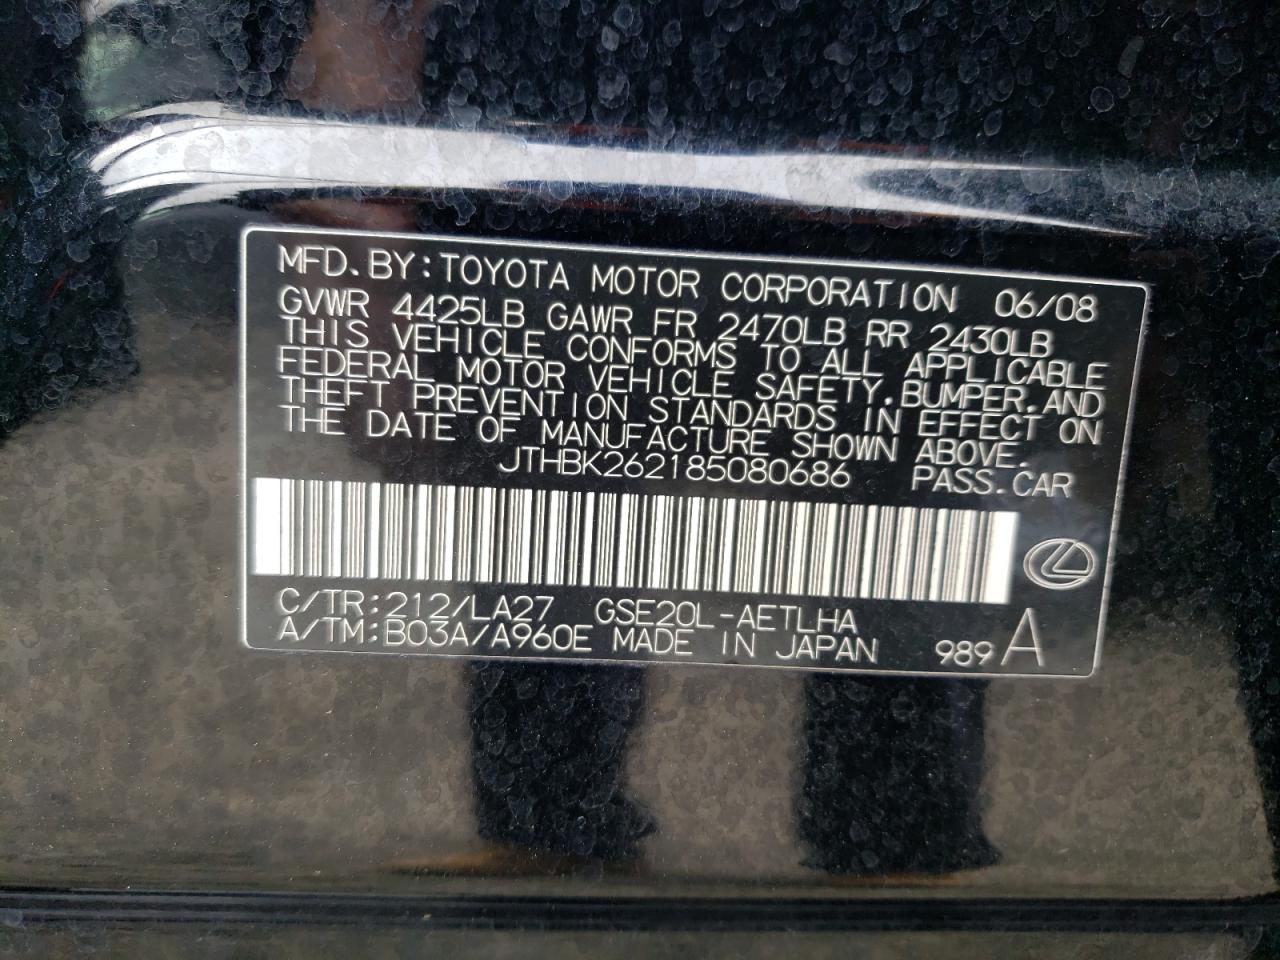 MFD.BY:TOYOTA MOTOR CORPORATION 06/08
GVWR 4425LB GAWR FR 2470LB RR 2430LB
THIS VEHICLE CONFORMS TO ALL APPLICABLE
FEDERAL MOTOR VEHICLE SAFETY,BUMPER,AND
THEFT PREVENTION STANDARDS IN EFFECT ON
THE DATE OF MANUFACTURE SHOWN ABOVE.
JTHBK262185080686 PASS.CAR
C/TR:212/LA27 GSE20L-AETLHA
A/TM:B03A/A960E MADE IN JAPAN 989 A